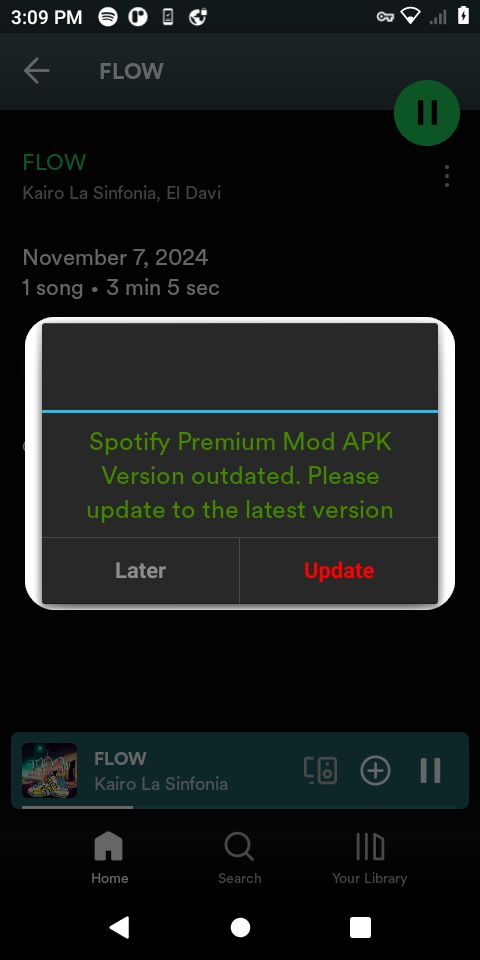 3:09 PM
FLOW
FLOW
Kairo La Sinfonia, El Davi
November 7, 2024
1 song • 3 min 5 sec
Spotify Premium Mod APK
Version outdated. Please
update to the latest version
Later
Update
FLOW
Kairo La Sinfonia
Home
Search
Your Library